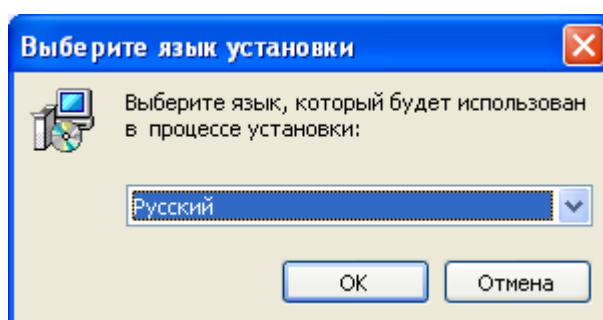 Выберите язык установки
Выберите язык, который будет использован
в процессе установки:
Русский
OK
Отмена